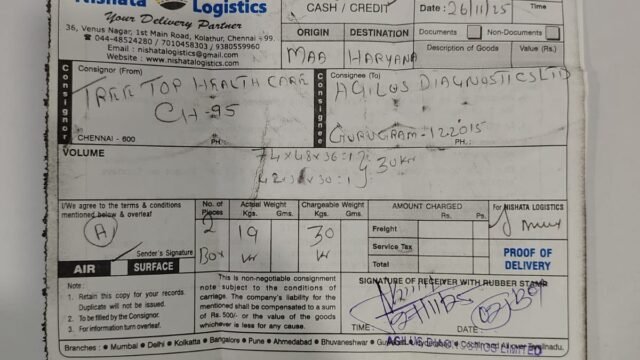 Nishata Logistics
Your Delivery Partner
36, Venus Nagar, 1st Main Road, Kolathur, Chennai - 99
☎ 044-48524280 / 7010458303 / 9380559960
Email : nishatalogistics@gmail.com
Website : www.nishatalogistics.com
CASH / CREDIT
Date : 26/11/25
Time
ORIGIN
DESTINATION
MAA
HARYANA
Documents
Non-Documents
Description of Goods
Value (Rs.)
Consignor
Consignor (From)
TREE TOP HEALTH CARE
CH-95
CHENNAI - 600
PH.
Consignee
Consignee (To)
AGILUS DIAGNOSTICS LTD
GURUGRAM-122015
PH.:
VOLUME
74x48x36=1
30
I/We agree to the terms & conditions
mentioned below & overleaf
A
Sender's Signature
AIR
SURFACE
No. of Pieces
2
Box
Actual Weight
Kgs. Gms.
19
Chargeable Weight
Kgs. Gms.
30
AMOUNT CHARGED
Rs. Ps.
Freight
Service Tax
Total
For NISHATA LOGISTICS
PROOF OF
DELIVERY
Note :
1. Retain this copy for your records.
Duplicate will not be issued.
2. To be filled by the Consignor.
3. For information turn overleaf.
This is non-negotiable consignment
note subject to the conditions of
carriage. The company's liability for the
mentioned shall be compensated to a sum
of Rs. 500/- or the value of the goods
whichever is less for any cause.
SIGNATURE OF RECEIVER WITH RUBBER STAMP
TIME :
DATE :
AGILUS DIAGNOSTICS LIMITED
Branches : • Mumbai • Delhi • Kolkatta • Bangalore • Pune • Ahmedabad • Bhuvaneshwar